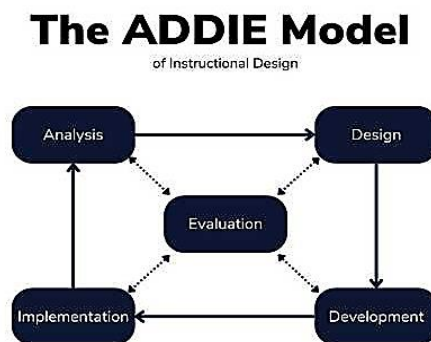 The ADDIE Model
of Instructional Design
Analysis
Design
Evaluation
Implementation
Development